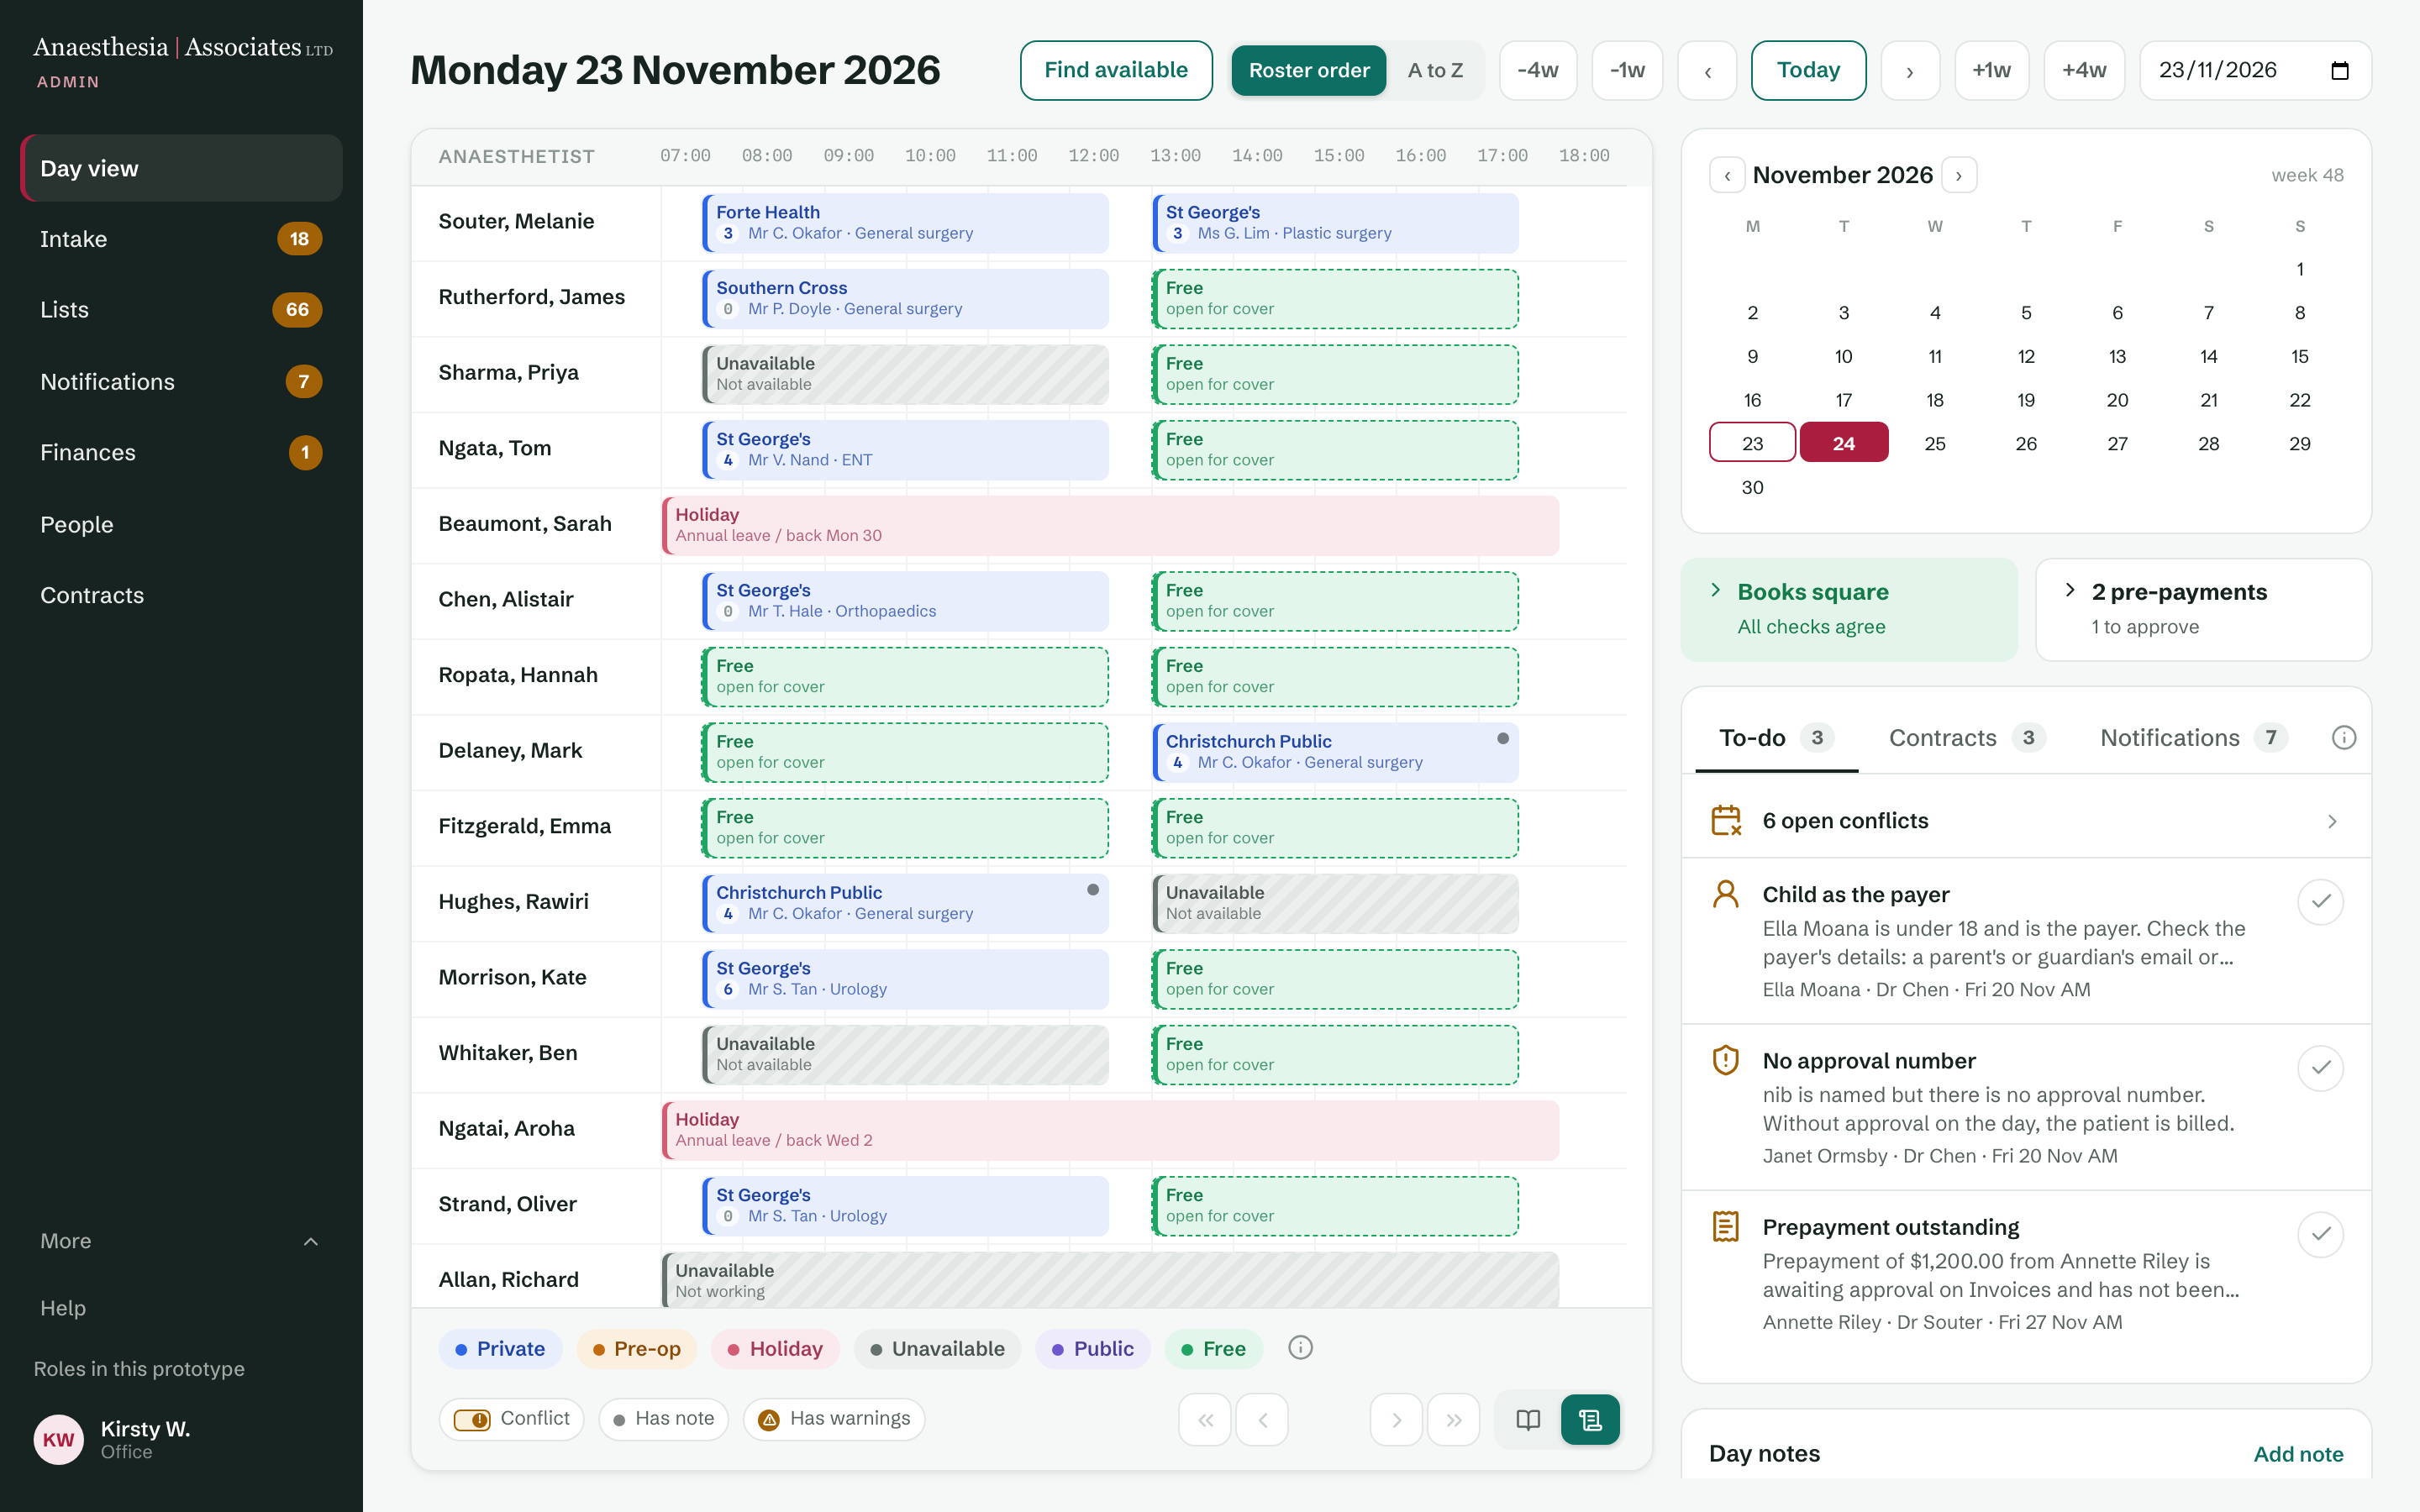 Anaesthesia | Associates LTD
ADMIN
Day view
Intake 18
Lists 66
Notifications 7
Finances 1
People
Contracts
More
Help
Roles in this prototype
KW Kirsty W.
Office
Monday 23 November 2026
Find available
Roster order A to Z
-4w
-1w
‹
Today
›
+1w
+4w
23/11/2026
ANAESTHETIST 07:00 08:00 09:00 10:00 11:00 12:00 13:00 14:00 15:00 16:00 17:00 18:00
Souter, Melanie
Forte Health
3 Mr C. Okafor · General surgery
St George's
3 Ms G. Lim · Plastic surgery
Rutherford, James
Southern Cross
0 Mr P. Doyle · General surgery
Free
open for cover
Sharma, Priya
Unavailable
Not available
Free
open for cover
Ngata, Tom
St George's
4 Mr V. Nand · ENT
Free
open for cover
Beaumont, Sarah
Holiday
Annual leave / back Mon 30
Chen, Alistair
St George's
0 Mr T. Hale · Orthopaedics
Free
open for cover
Ropata, Hannah
Free
open for cover
Free
open for cover
Delaney, Mark
Free
open for cover
Christchurch Public
4 Mr C. Okafor · General surgery
Fitzgerald, Emma
Free
open for cover
Free
open for cover
Hughes, Rawiri
Christchurch Public
4 Mr C. Okafor · General surgery
Unavailable
Not available
Morrison, Kate
St George's
6 Mr S. Tan · Urology
Free
open for cover
Whitaker, Ben
Unavailable
Not available
Free
open for cover
Ngatai, Aroha
Holiday
Annual leave / back Wed 2
Strand, Oliver
St George's
0 Mr S. Tan · Urology
Free
open for cover
Allan, Richard
Unavailable
Not working
Private Pre-op Holiday Unavailable Public Free
Conflict Has note Has warnings
‹ November 2026 › week 48
M T W T F S S
1
2 3 4 5 6 7 8
9 10 11 12 13 14 15
16 17 18 19 20 21 22
23 24 25 26 27 28 29
30
Books square
All checks agree
2 pre-payments
1 to approve
To-do 3 Contracts 3 Notifications 7
6 open conflicts
Child as the payer
Ella Moana is under 18 and is the payer. Check the
payer's details: a parent's or guardian's email or…
Ella Moana · Dr Chen · Fri 20 Nov AM
No approval number
nib is named but there is no approval number.
Without approval on the day, the patient is billed.
Janet Ormsby · Dr Chen · Fri 20 Nov AM
Prepayment outstanding
Prepayment of $1,200.00 from Annette Riley is
awaiting approval on Invoices and has not been…
Annette Riley · Dr Souter · Fri 27 Nov AM
Day notes Add note